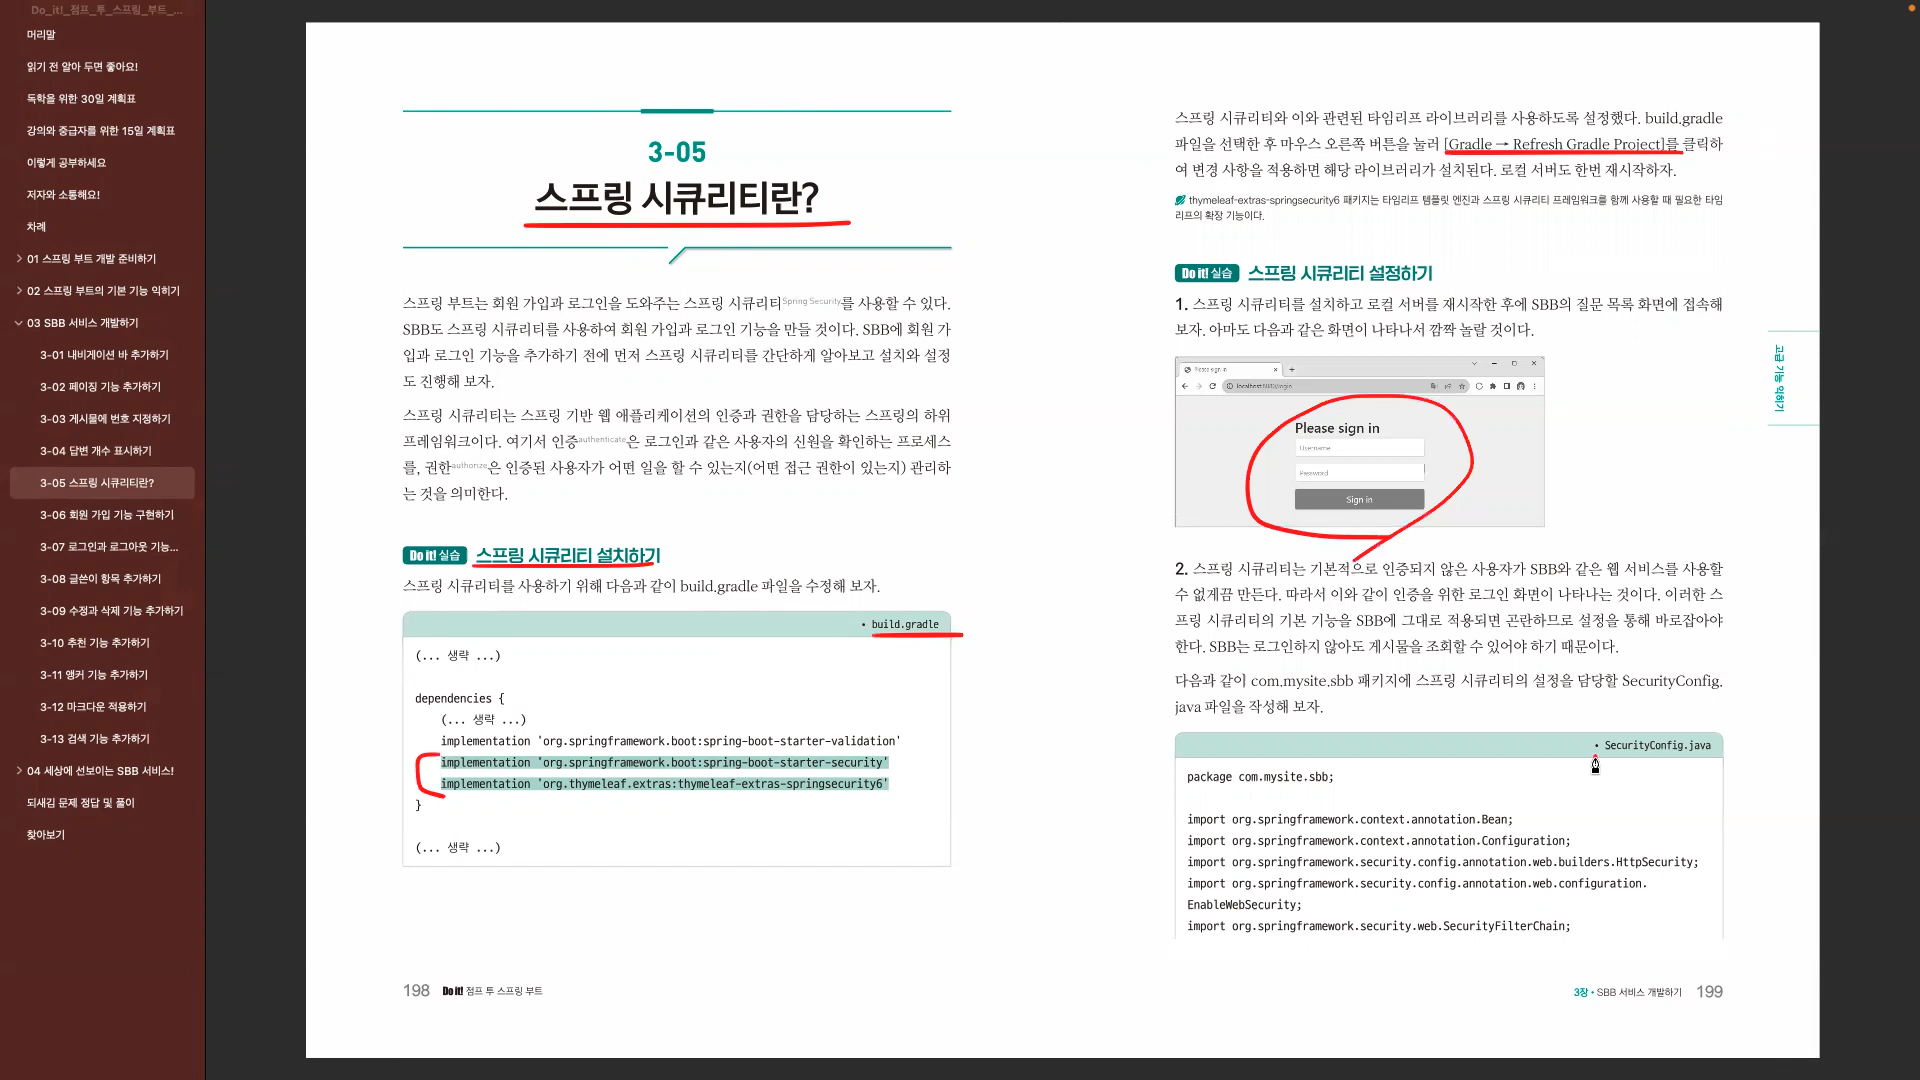 Do_it!_점프_투_스프링_부트_...
머리말
읽기 전 알아 두면 좋아요!
독학을 위한 30일 계획표
강의와 중급자를 위한 15일 계획표
이렇게 공부하세요
저자와 소통해요!
차례
01 스프링 부트 개발 준비하기
02 스프링 부트의 기본 기능 익히기
03 SBB 서비스 개발하기
3-01 내비게이션 바 추가하기
3-02 페이징 기능 추가하기
3-03 게시물에 번호 지정하기
3-04 답변 개수 표시하기
3-05 스프링 시큐리티란?
3-06 회원 가입 기능 구현하기
3-07 로그인과 로그아웃 기능...
3-08 글쓴이 항목 추가하기
3-09 수정과 삭제 기능 추가하기
3-10 추천 기능 추가하기
3-11 앵커 기능 추가하기
3-12 마크다운 적용하기
3-13 검색 기능 추가하기
04 세상에 선보이는 SBB 서비스!
되새김 문제 정답 및 풀이
찾아보기
3-05
스프링 시큐리티란?
스프링 부트는 회원 가입과 로그인을 도와주는 스프링 시큐리티Spring Security를 사용할 수 있다.
SBB도 스프링 시큐리티를 사용하여 회원 가입과 로그인 기능을 만들 것이다. SBB에 회원 가
입과 로그인 기능을 추가하기 전에 먼저 스프링 시큐리티를 간단하게 알아보고 설치와 설정
도 진행해 보자.
스프링 시큐리티는 스프링 기반 웹 애플리케이션의 인증과 권한을 담당하는 스프링의 하위
프레임워크이다. 여기서 인증authenticate은 로그인과 같은 사용자의 신원을 확인하는 프로세스
를, 권한authorize은 인증된 사용자가 어떤 일을 할 수 있는지(어떤 접근 권한이 있는지) 관리하
는 것을 의미한다.
Do it! 실습 스프링 시큐리티 설치하기
스프링 시큐리티를 사용하기 위해 다음과 같이 build.gradle 파일을 수정해 보자.
• build.gradle
(... 생략 ...)
dependencies {
(... 생략 ...)
implementation 'org.springframework.boot:spring-boot-starter-validation'
implementation 'org.springframework.boot:spring-boot-starter-security'
implementation 'org.thymeleaf.extras:thymeleaf-extras-springsecurity6'
}
(... 생략 ...)
198 Do it! 점프 투 스프링 부트
스프링 시큐리티와 이와 관련된 타임리프 라이브러리를 사용하도록 설정했다. build.gradle
파일을 선택한 후 마우스 오른쪽 버튼을 눌러 [Gradle → Refresh Gradle Project]를 클릭하
여 변경 사항을 적용하면 해당 라이브러리가 설치된다. 로컬 서버도 한번 재시작하자.
thymeleaf-extras-springsecurity6 패키지는 타임리프 템플릿 엔진과 스프링 시큐리티 프레임워크를 함께 사용할 때 필요한 타임
리프의 확장 기능이다.
Do it! 실습 스프링 시큐리티 설정하기
1. 스프링 시큐리티를 설치하고 로컬 서버를 재시작한 후에 SBB의 질문 목록 화면에 접속해
보자. 아마도 다음과 같은 화면이 나타나서 깜짝 놀랄 것이다.
Please sign in
localhost:8080/login
Please sign in
Username
Password
Sign in
2. 스프링 시큐리티는 기본적으로 인증되지 않은 사용자가 SBB와 같은 웹 서비스를 사용할
수 없게끔 만든다. 따라서 이와 같이 인증을 위한 로그인 화면이 나타나는 것이다. 이러한 스
프링 시큐리티의 기본 기능을 SBB에 그대로 적용되면 곤란하므로 설정을 통해 바로잡아야
한다. SBB는 로그인하지 않아도 게시물을 조회할 수 있어야 하기 때문이다.
다음과 같이 com.mysite.sbb 패키지에 스프링 시큐리티의 설정을 담당할 SecurityConfig.
java 파일을 작성해 보자.
• SecurityConfig.java
package com.mysite.sbb;
import org.springframework.context.annotation.Bean;
import org.springframework.context.annotation.Configuration;
import org.springframework.security.config.annotation.web.builders.HttpSecurity;
import org.springframework.security.config.annotation.web.configuration.
EnableWebSecurity;
import org.springframework.security.web.SecurityFilterChain;
고급 기능 익히기
3장 • SBB 서비스 개발하기 199